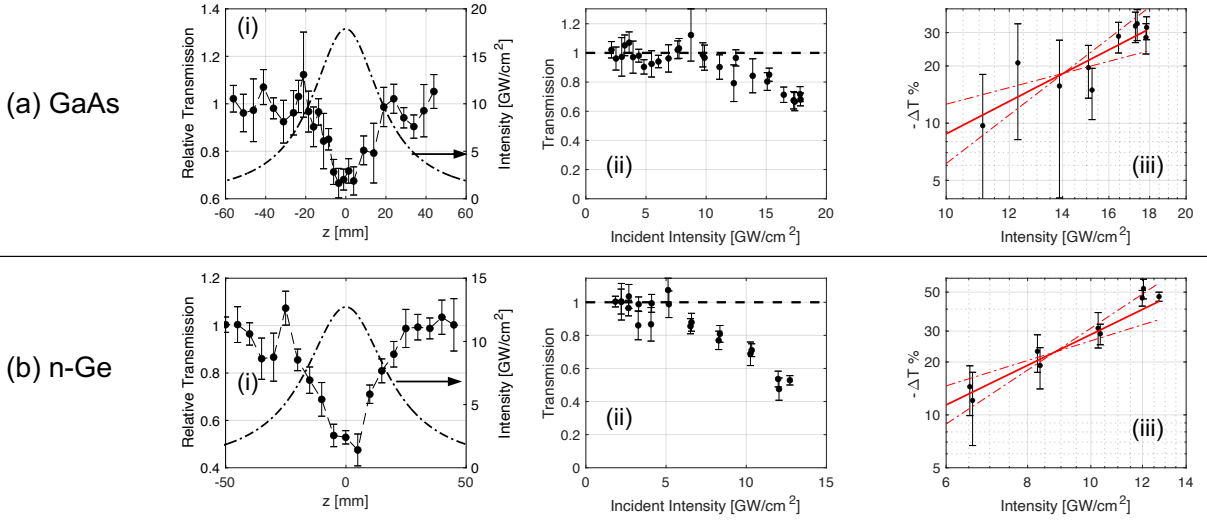 (a) GaAs
(i)
Relative Transmission
1.4
1.2
1
0.8
0.6
-60 -40 -20 0 20 40 60
z [mm]
20
15
10
5
0
Intensity [GW/cm²]
(ii)
Transmission
1.2
1
0.8
0.6
0.4
0.2
0
0 5 10 15 20
Incident Intensity [GW/cm²]
(iii)
- Δ T %
30
20
10
5
10 12 14 16 18 20
Intensity [GW/cm²]
(b) n-Ge
(i)
Relative Transmission
1.2
1
0.8
0.6
0.4
-50 0 50
z [mm]
15
10
5
0
Intensity [GW/cm²]
(ii)
Transmission
1
0.8
0.6
0.4
0.2
0
0 5 10 15
Incident Intensity [GW/cm²]
(iii)
- Δ T %
50
30
20
10
5
6 8 10 12 14
Intensity [GW/cm²]